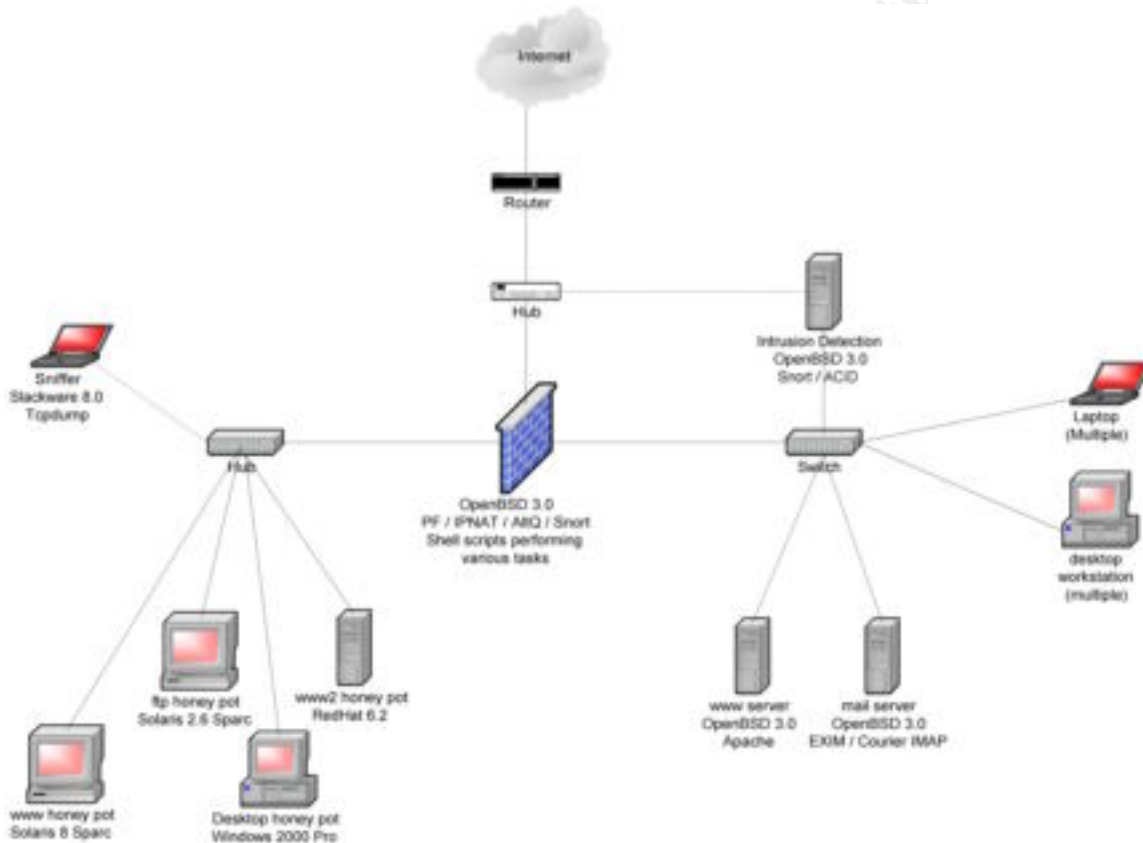 Internet
Router
Hub
Intrusion Detection
OpenBSD 3.0
Snort / ACID
Sniffer
Slackware 8.0
Tcpdump
Hub
OpenBSD 3.0
PF / IPNAT / AltQ / Snort
Shell scripts performing
various tasks
Switch
Laptop
(Multiple)
desktop
workstation
(multiple)
ftp honey pot
Solaris 2.6 Sparc
www2 honey pot
RedHat 6.2
www server
OpenBSD 3.0
Apache
mail server
OpenBSD 3.0
EXIM / Courier IMAP
www honey pot
Solaris 8 Sparc
Desktop honey pot
Windows 2000 Pro